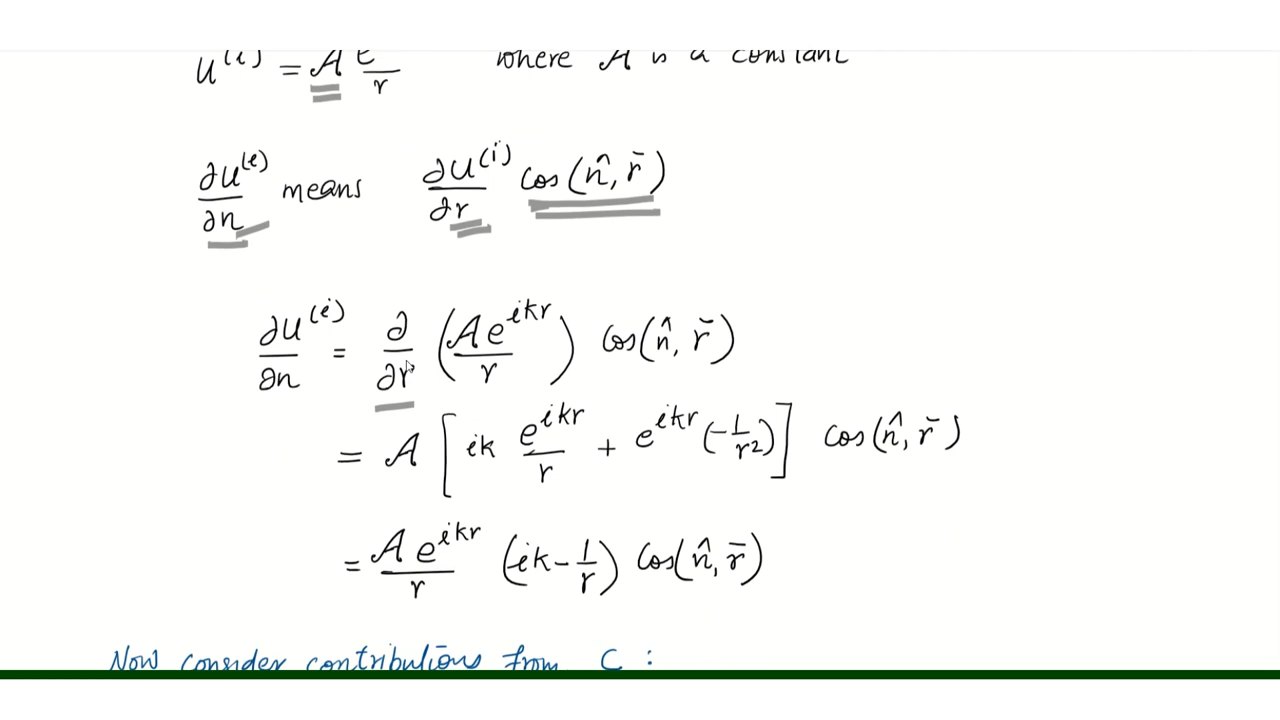 U^(i) = A e/r where A is a constant
∂U^(i)/∂n means ∂U^(i)/∂r cos(n̂, r̄)
∂U^(i)/∂n = ∂/∂r (A e^ikr/r) cos(n̂, r̄)
= A [ik e^ikr/r + e^ikr (-1/r²)] cos(n̂, r̄)
= A e^ikr/r (ik - 1/r) cos(n̂, r̄)
Now consider contributions from C :